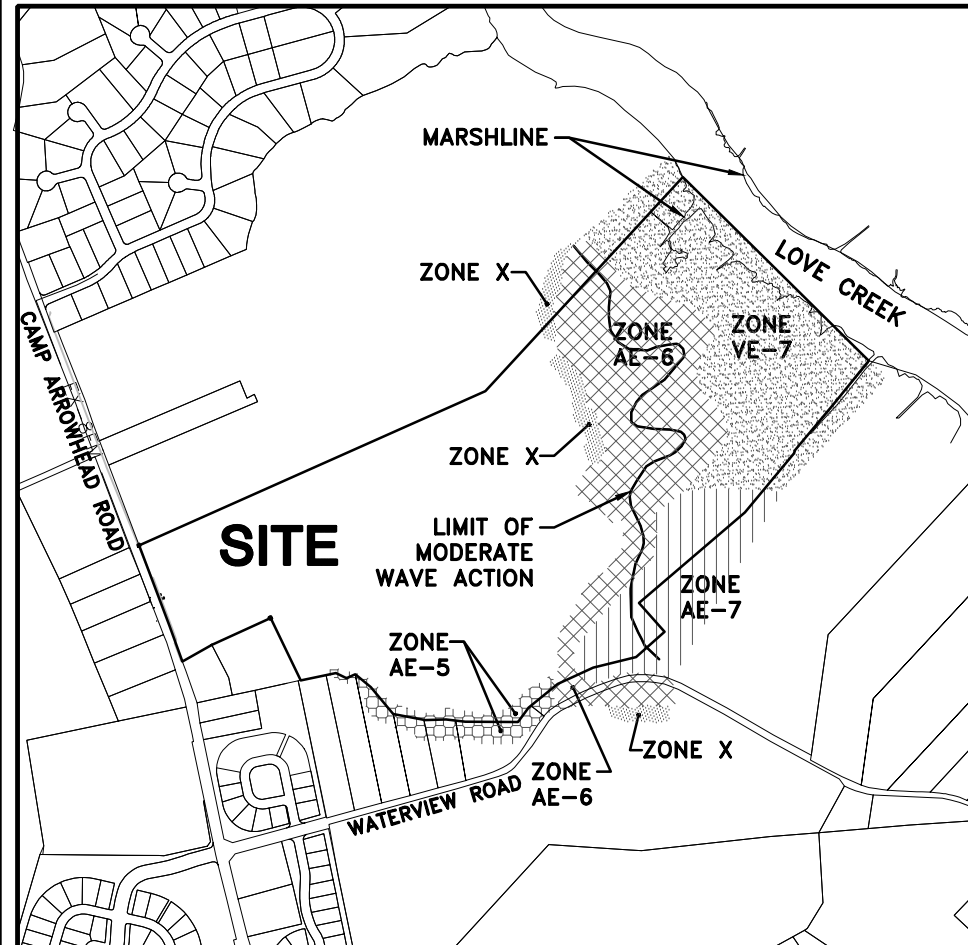 MARSHLINE
LOVE CREEK
ZONE X
ZONE
AE-6
ZONE
VE-7
CAMP ARROWHEAD ROAD
ZONE X
SITE
LIMIT OF
MODERATE
WAVE ACTION
ZONE
AE-7
ZONE
AE-5
ZONE X
ZONE
AE-6
WATERVIEW ROAD